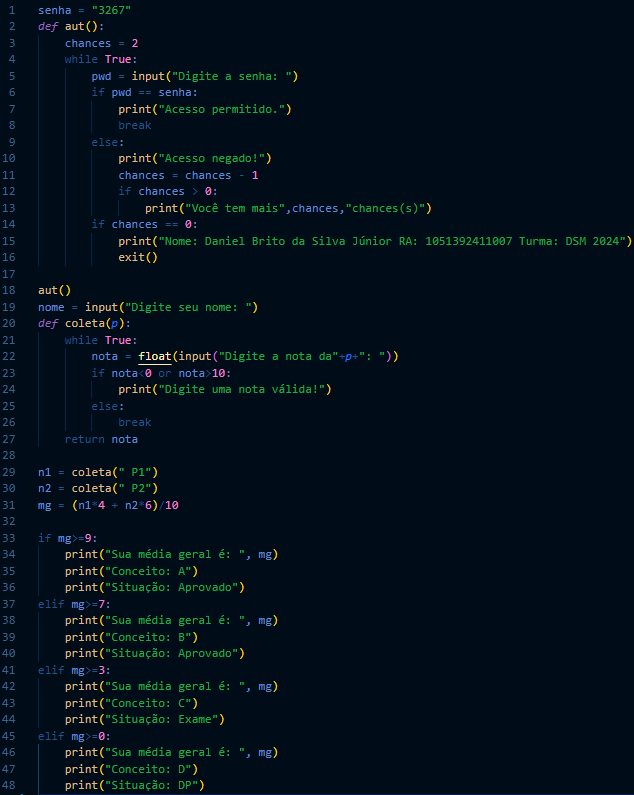 1 senha = "3267"
2 def aut():
3     chances = 2
4     while True:
5         pwd = input("Digite a senha: ")
6         if pwd == senha:
7             print("Acesso permitido.")
8             break
9         else:
10             print("Acesso negado!")
11             chances = chances - 1
12             if chances > 0:
13                 print("Você tem mais",chances,"chances(s)")
14         if chances == 0:
15             print("Nome: Daniel Brito da Silva Júnior RA: 1051392411007 Turma: DSM 2024")
16             exit()
17
18 aut()
19 nome = input("Digite seu nome: ")
20 def coleta(p):
21     while True:
22         nota = float(input("Digite a nota da"+p+": "))
23         if nota<0 or nota>10:
24             print("Digite uma nota válida!")
25         else:
26             break
27     return nota
28
29 n1 = coleta(" P1")
30 n2 = coleta(" P2")
31 mg = (n1*4 + n2*6)/10
32
33 if mg>=9:
34     print("Sua média geral é: ", mg)
35     print("Conceito: A")
36     print("Situação: Aprovado")
37 elif mg>=7:
38     print("Sua média geral é: ", mg)
39     print("Conceito: B")
40     print("Situação: Aprovado")
41 elif mg>=3:
42     print("Sua média geral é: ", mg)
43     print("Conceito: C")
44     print("Situação: Exame")
45 elif mg>=0:
46     print("Sua média geral é: ", mg)
47     print("Conceito: D")
48     print("Situação: DP")